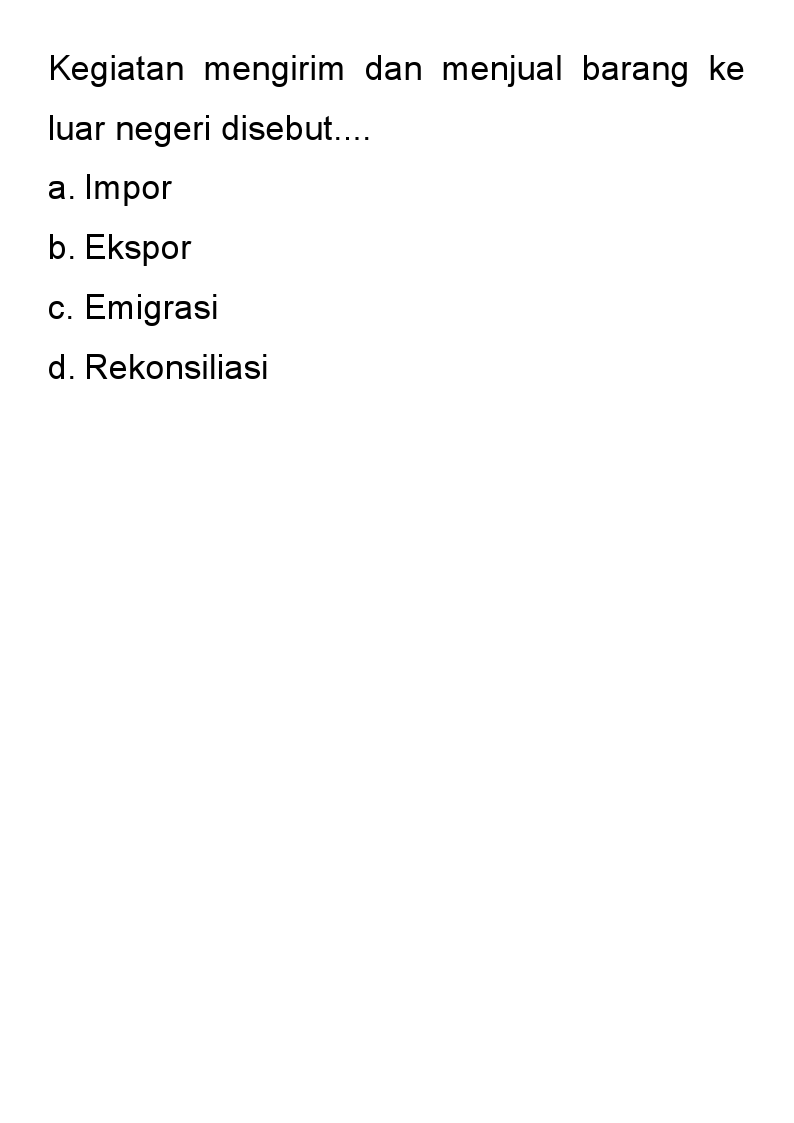 Kegiatan mengirim dan menjual barang ke
luar negeri disebut....
a. Impor
b. Ekspor
c. Emigrasi
d. Rekonsiliasi